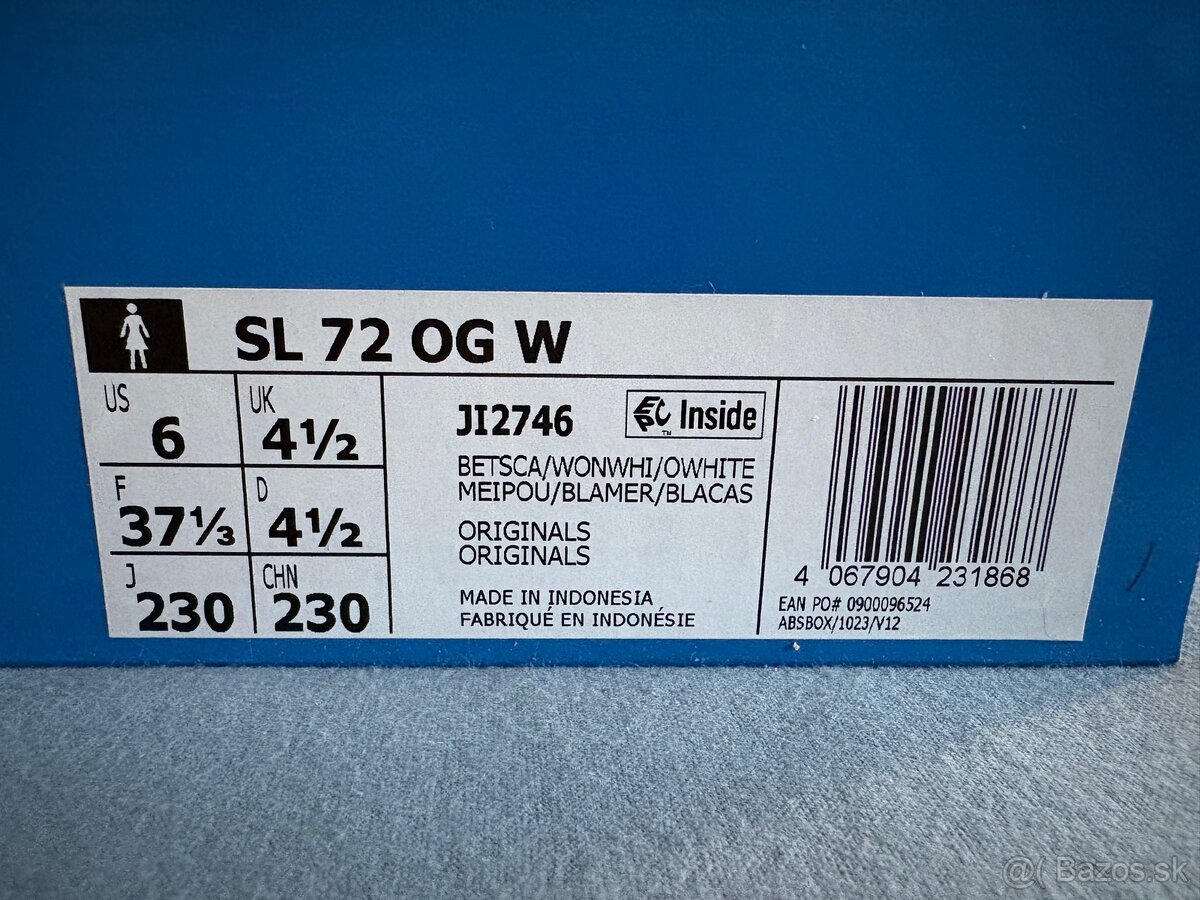 SL 72 OG W
US 6
UK 4½
F 37⅓
D 4½
J 230
CHN 230
JI2746
EPC™ Inside
BETSCA/WONWHI/OWHITE
MEIPOU/BLAMER/BLACAS
ORIGINALS
ORIGINALS
MADE IN INDONESIA
FABRIQUÉ EN INDONÉSIE
4 067904 231868
EAN PO# 0900096524
ABSBOX/1023/V12
@( Bazos.sk